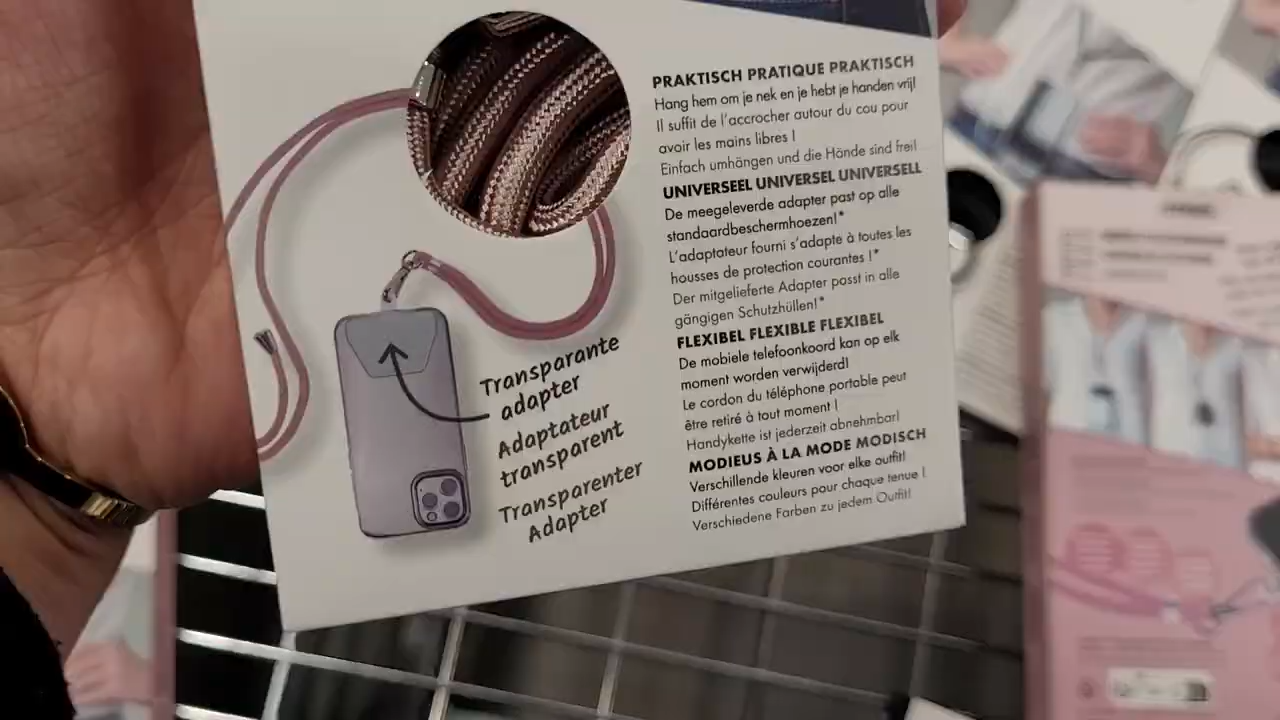 PRAKTISCH PRATIQUE PRAKTISCH
Hang hem om je nek en je hebt je handen vrij!
Il suffit de l'accrocher autour du cou pour
avoir les mains libres !
Einfach umhängen und die Hände sind frei!
UNIVERSEEL UNIVERSEL UNIVERSELL
De meegeleverde adapter past op alle
standaardbeschermhoezen!*
L'adaptateur fourni s'adapte à toutes les
housses de protection courantes !*
Der mitgelieferte Adapter passt in alle
gängigen Schutzhüllen!*
FLEXIBEL FLEXIBLE FLEXIBEL
De mobiele telefoonkoord kan op elk
moment worden verwijderd!
Le cordon du téléphone portable peut
être retiré à tout moment !
Handykette ist jederzeit abnehmbar!
MODIEUS À LA MODE MODISCH
Verschillende kleuren voor elke outfit!
Différentes couleurs pour chaque tenue !
Verschiedene Farben zu jedem Outfit!
Transparante
adapter
Adaptateur
transparent
Transparenter
Adapter